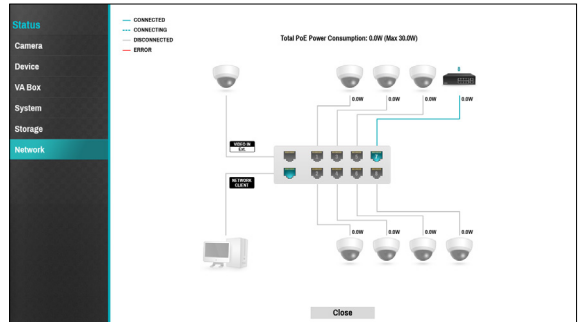 Status
Camera
Device
VA Box
System
Storage
Network
CONNECTED
CONNECTING
DISCONNECTED
ERROR
Total PoE Power Consumption: 0.0W (Max 30.0W)
8
0.0W 0.0W 0.0W 0.0W
VIDEO IN
Ext.
NETWORK
CLIENT
0.0W 0.0W 0.0W 0.0W
Close